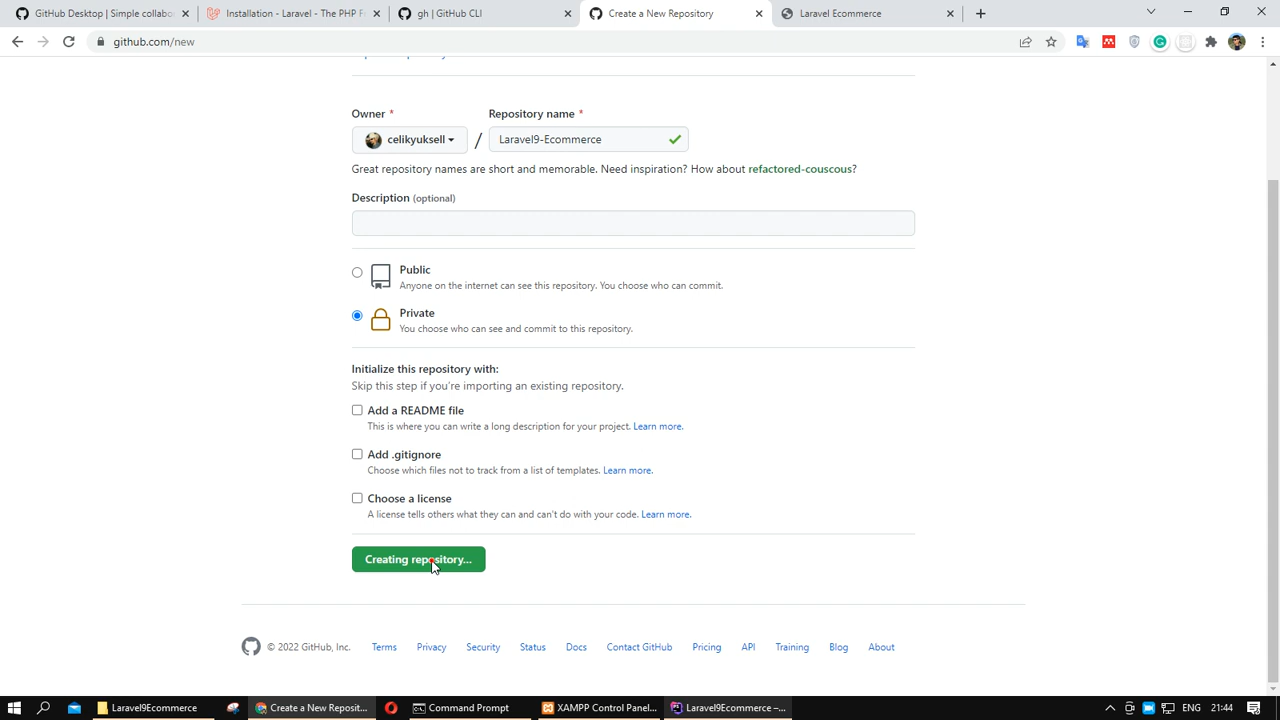 GitHub Desktop | Simple collabo
Installation - Laravel - The PHP F
gh | GitHub CLI
Create a New Repository
Laravel Ecommerce
github.com/new
Owner *
Repository name *
celikyuksell
/
Laravel9-Ecommerce
Great repository names are short and memorable. Need inspiration? How about refactored-couscous?
Description (optional)
Public
Anyone on the internet can see this repository. You choose who can commit.
Private
You choose who can see and commit to this repository.
Initialize this repository with:
Skip this step if you're importing an existing repository.
Add a README file
This is where you can write a long description for your project. Learn more.
Add .gitignore
Choose which files not to track from a list of templates. Learn more.
Choose a license
A license tells others what they can and can't do with your code. Learn more.
Creating repository...
© 2022 GitHub, Inc. Terms Privacy Security Status Docs Contact GitHub Pricing API Training Blog About
Laravel9Ecommerce
Create a New Reposit...
Command Prompt
XAMPP Control Panel...
Laravel9Ecommerce –...
ENG
21:44